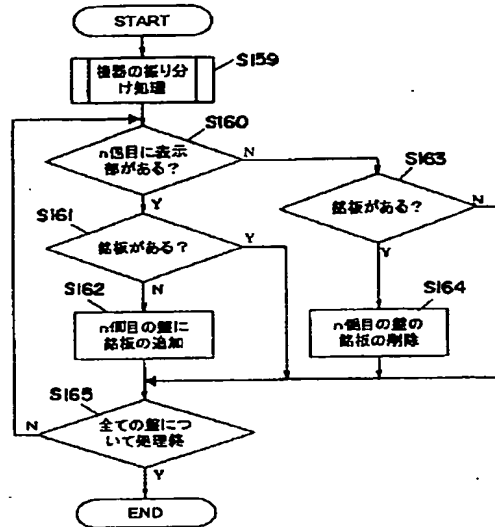 START
S159
機器の振り分
け処理
S160
n個目に表示
部がある?
N
S163
Y
S161
銘板がある?
N
銘板がある?
Y
Y
N
S162
S164
n個目の盤に
銘板の追加
n個目の盤の
銘板の削除
S165
N
全ての盤につ
いて処理終
Y
END